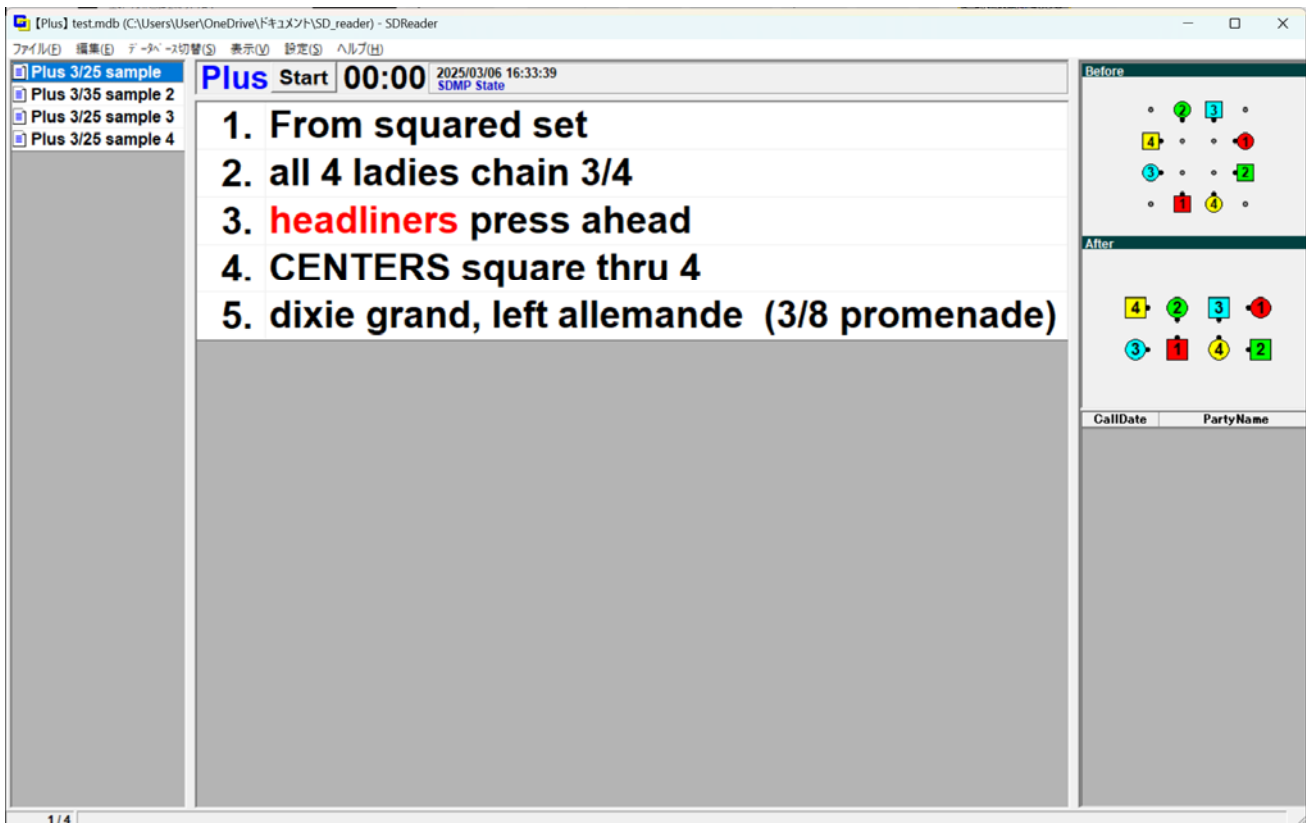 【Plus】 test.mdb (C:\Users\User\OneDrive\ドキュメント\SD_reader) - SDReader
ファイル(F) 編集(E) データベース切替(S) 表示(V) 設定(S) ヘルプ(H)
Plus 3/25 sample
Plus 3/35 sample 2
Plus 3/25 sample 3
Plus 3/25 sample 4
Plus Start 00:00 2025/03/06 16:33:39
SDMP State
1. From squared set
2. all 4 ladies chain 3/4
3. headliners press ahead
4. CENTERS square thru 4
5. dixie grand, left allemande (3/8 promenade)
Before
2 3
4 1
3 2
1 4
After
4 2 3 1
3 1 4 2
CallDate PartyName
1/4